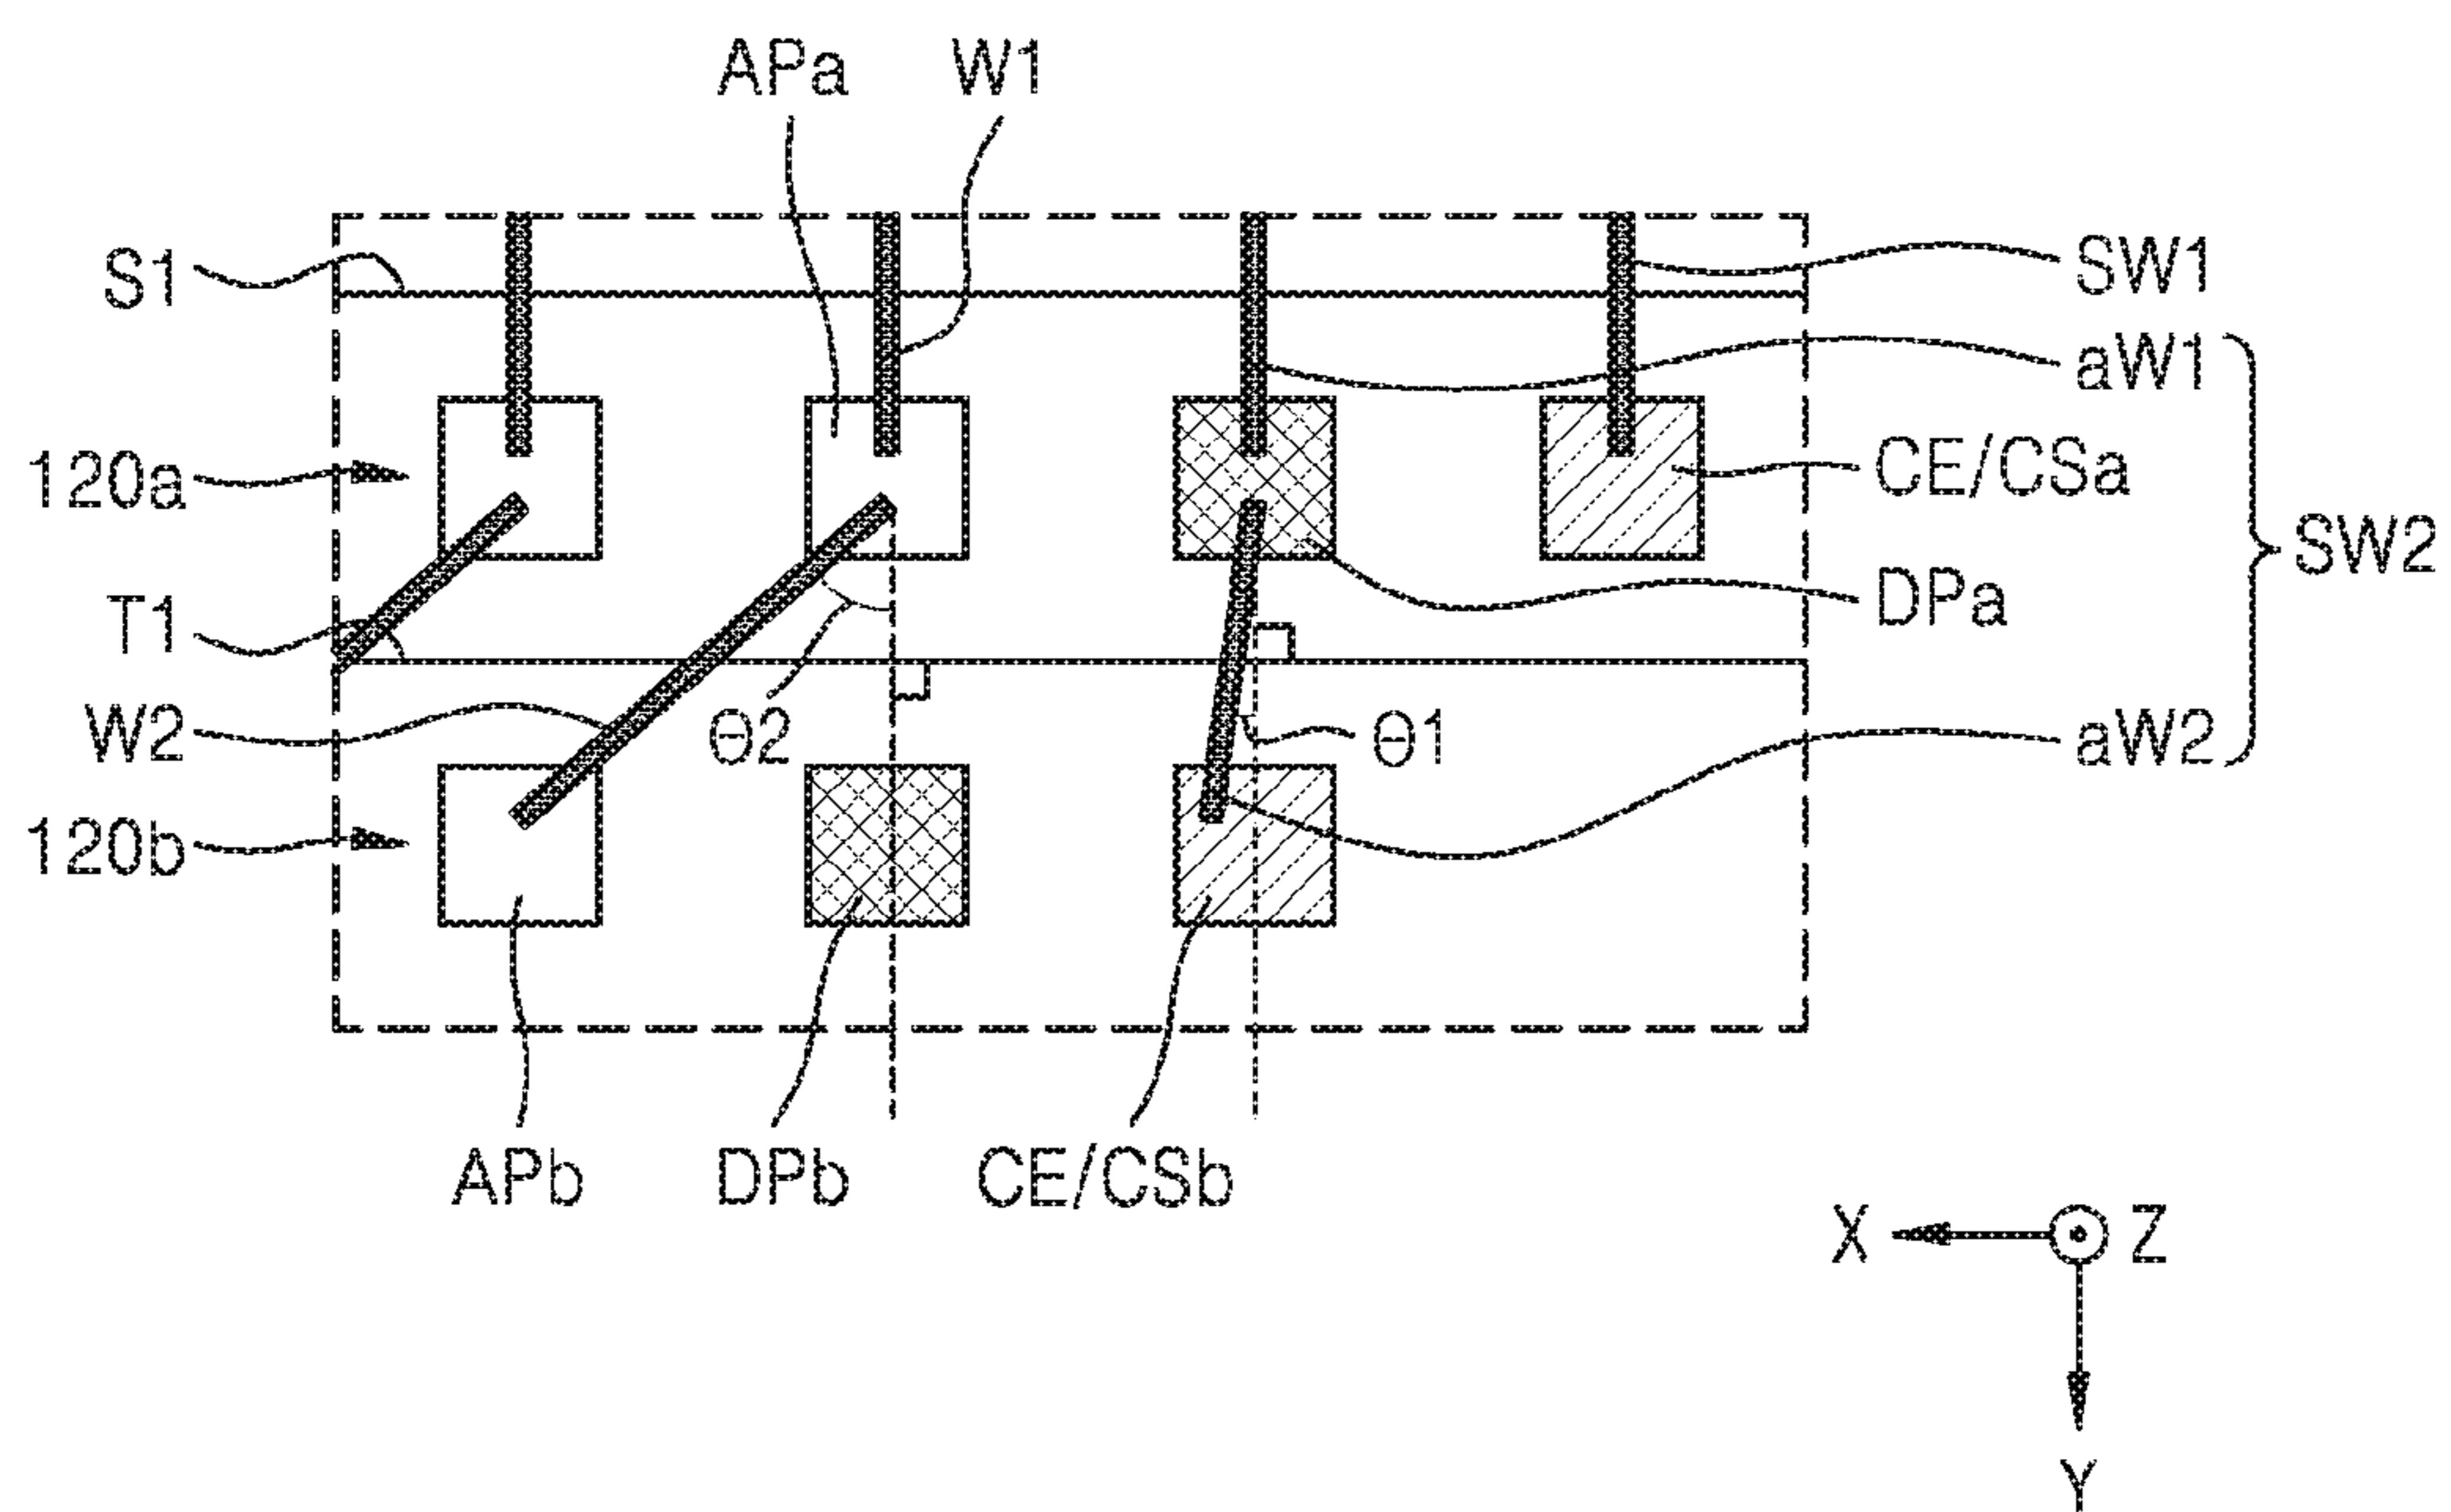 APa W1
S1 SW1
aW1
120a CE/CSa
SW2
T1 DPa
W2 Θ2 Θ1 aW2
120b
APb DPb CE/CSb
X Z
Y